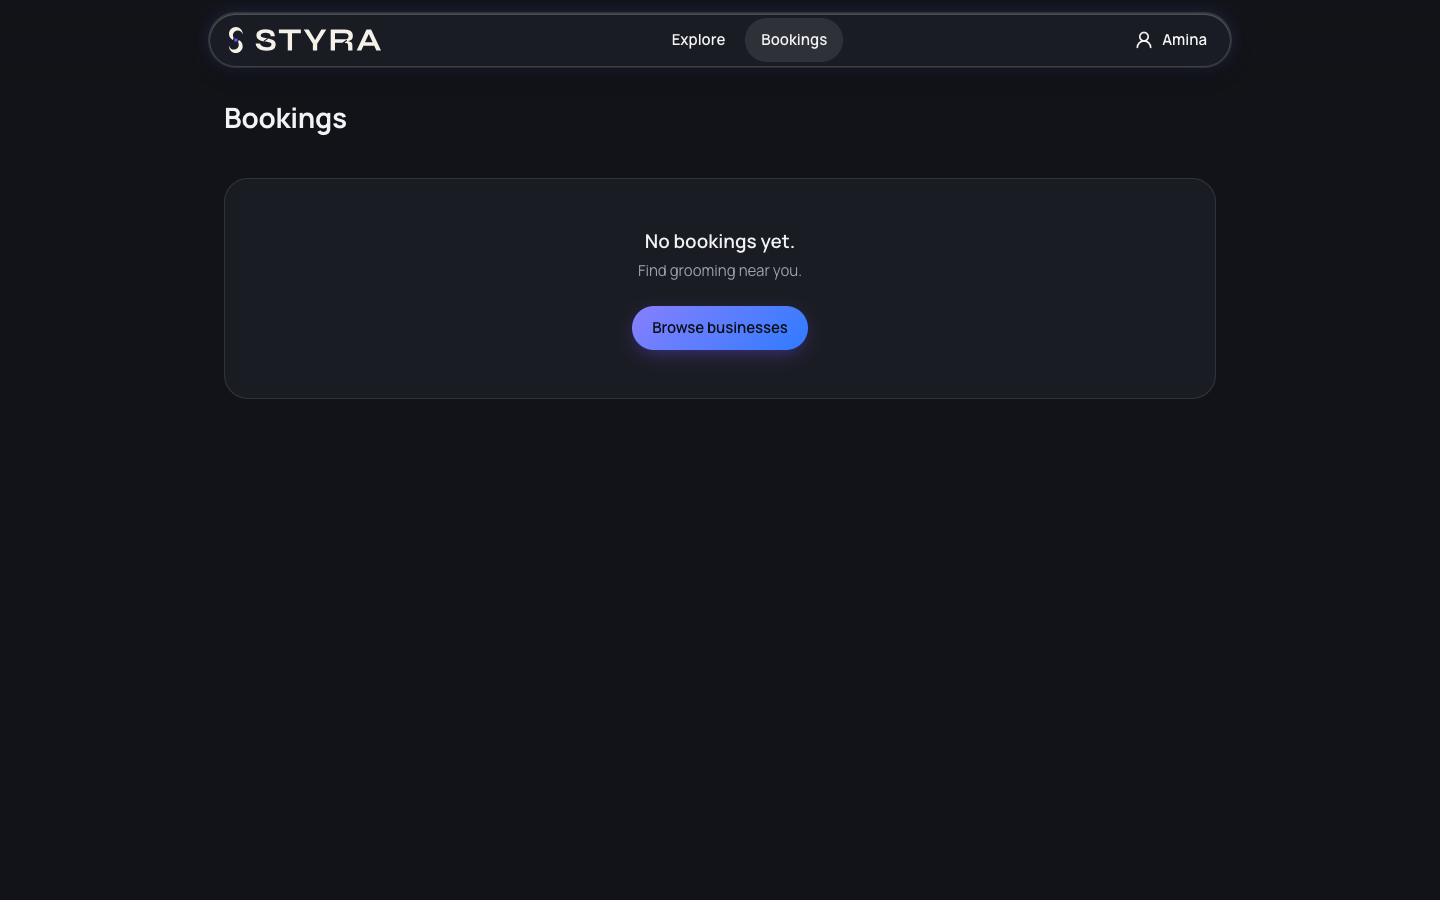 STYRA
Explore
Bookings
Amina
Bookings
No bookings yet.
Find grooming near you.
Browse businesses